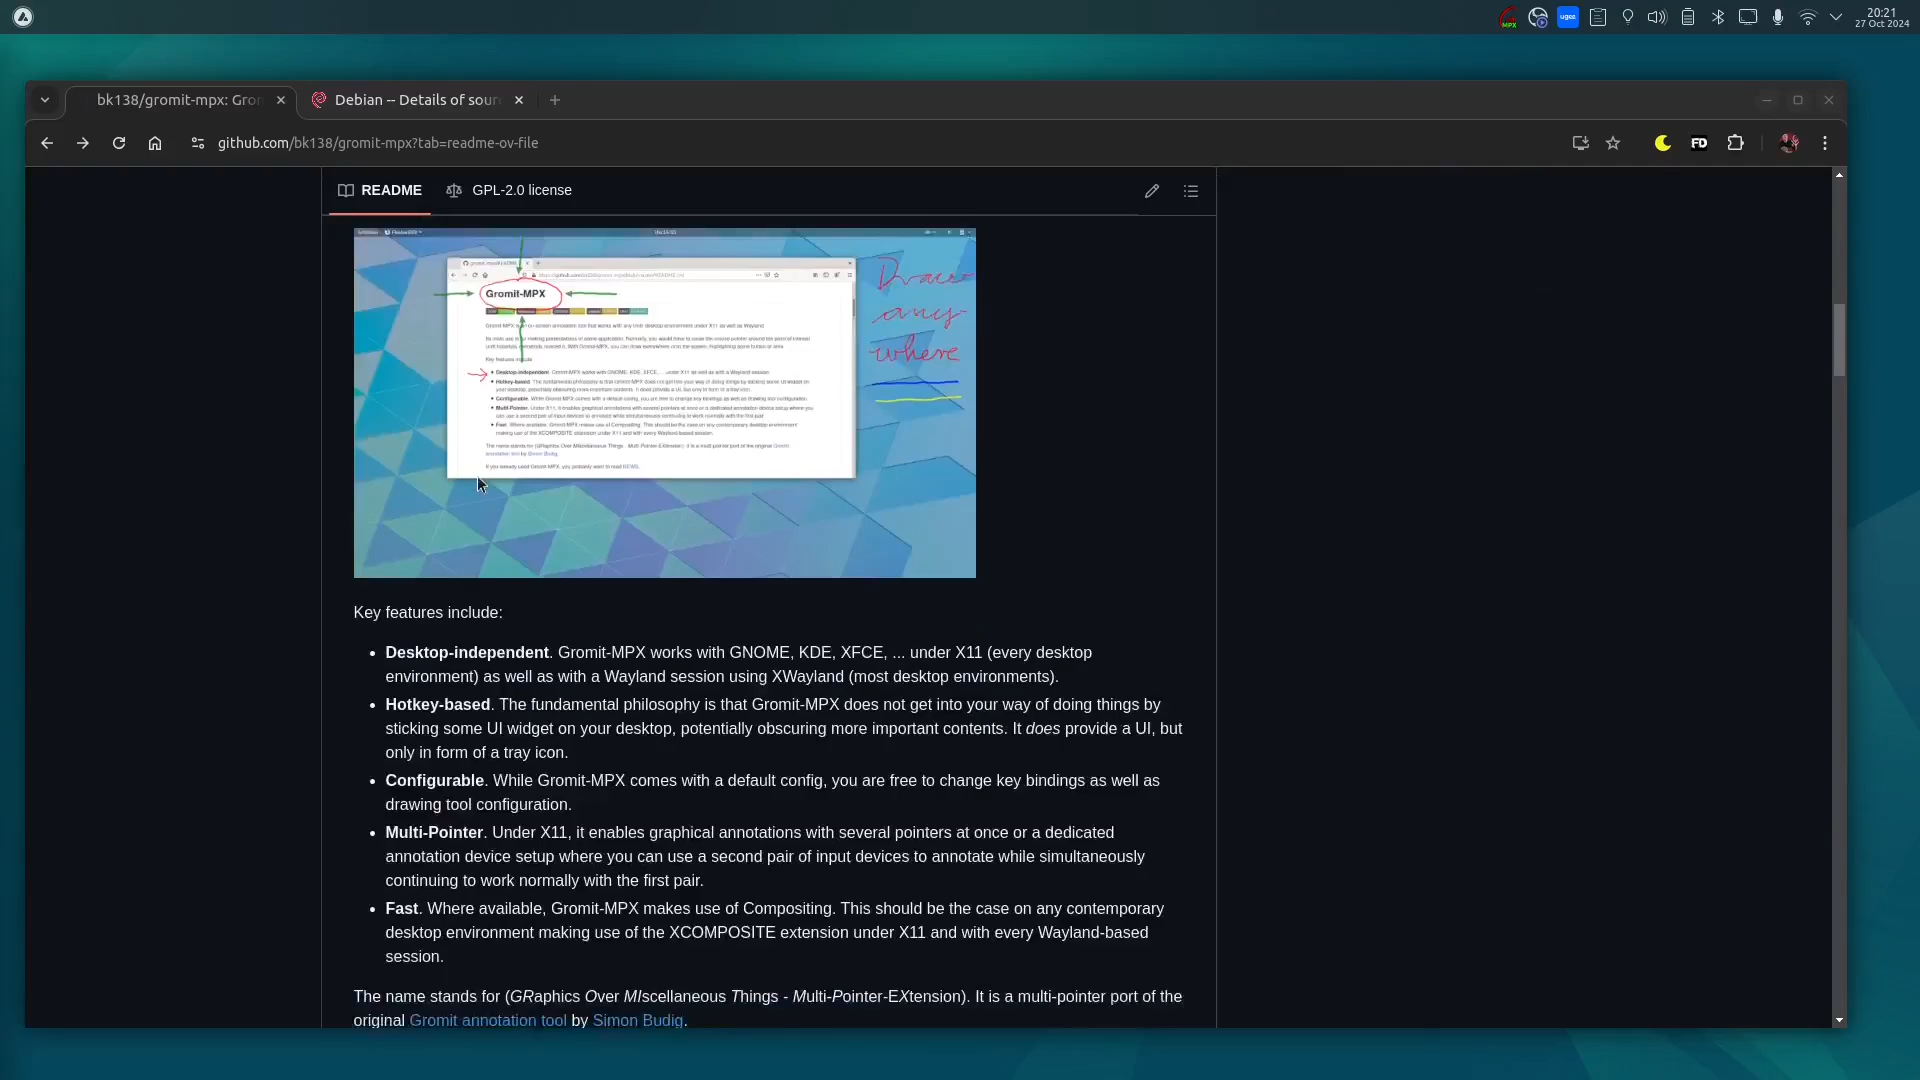 20:21
27 Oct 2024
MPX
ugee
bk138/gromit-mpx: Gro
Debian -- Details of sour
github.com/bk138/gromit-mpx?tab=readme-ov-file
FD
README
GPL-2.0 license
Gromit-MPX
Draw
any
where
Key features include:
Desktop-independent. Gromit-MPX works with GNOME, KDE, XFCE, ... under X11 (every desktop
environment) as well as with a Wayland session using XWayland (most desktop environments).
Hotkey-based. The fundamental philosophy is that Gromit-MPX does not get into your way of doing things by
sticking some UI widget on your desktop, potentially obscuring more important contents. It does provide a UI, but
only in form of a tray icon.
Configurable. While Gromit-MPX comes with a default config, you are free to change key bindings as well as
drawing tool configuration.
Multi-Pointer. Under X11, it enables graphical annotations with several pointers at once or a dedicated
annotation device setup where you can use a second pair of input devices to annotate while simultaneously
continuing to work normally with the first pair.
Fast. Where available, Gromit-MPX makes use of Compositing. This should be the case on any contemporary
desktop environment making use of the XCOMPOSITE extension under X11 and with every Wayland-based
session.
The name stands for (GRaphics Over MIscellaneous Things - Multi-Pointer-EXtension). It is a multi-pointer port of the
original Gromit annotation tool by Simon Budig.